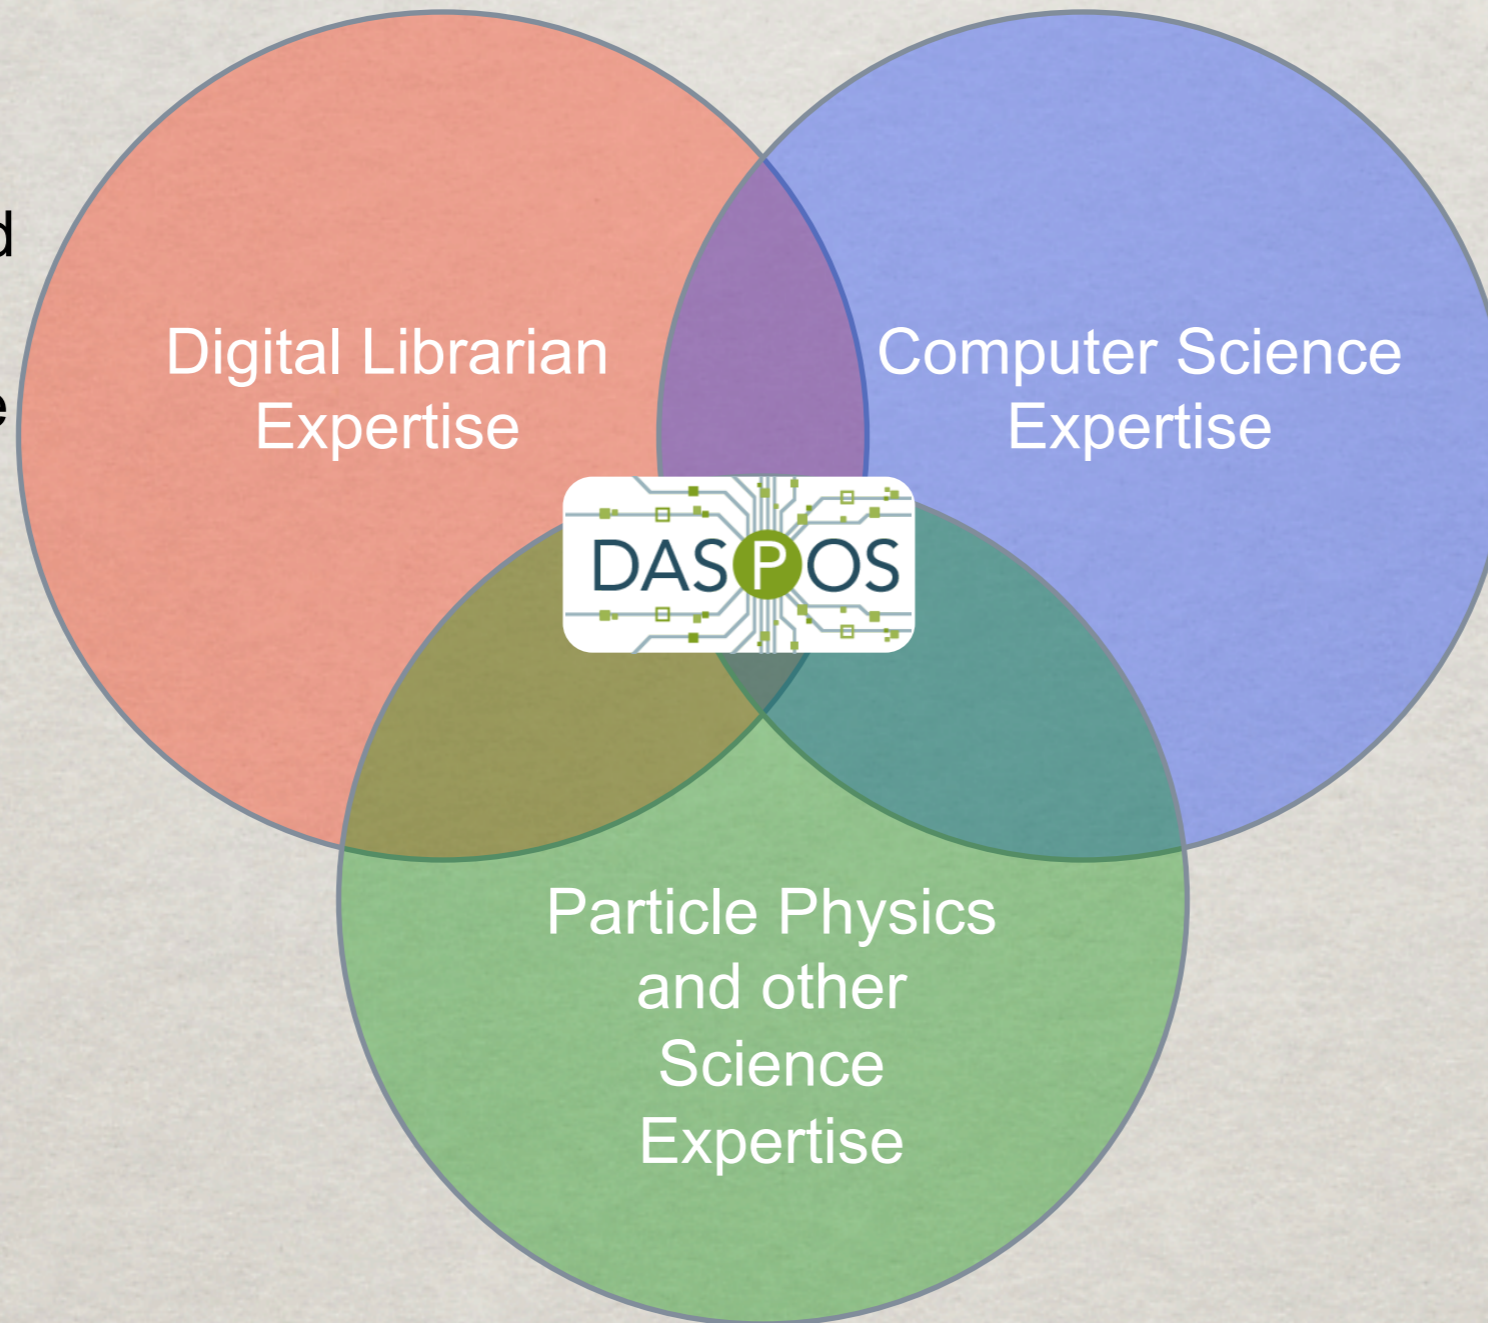 Digital Librarian
Expertise
Computer Science
Expertise
DASPOS
Particle Physics
and other
Science
Expertise